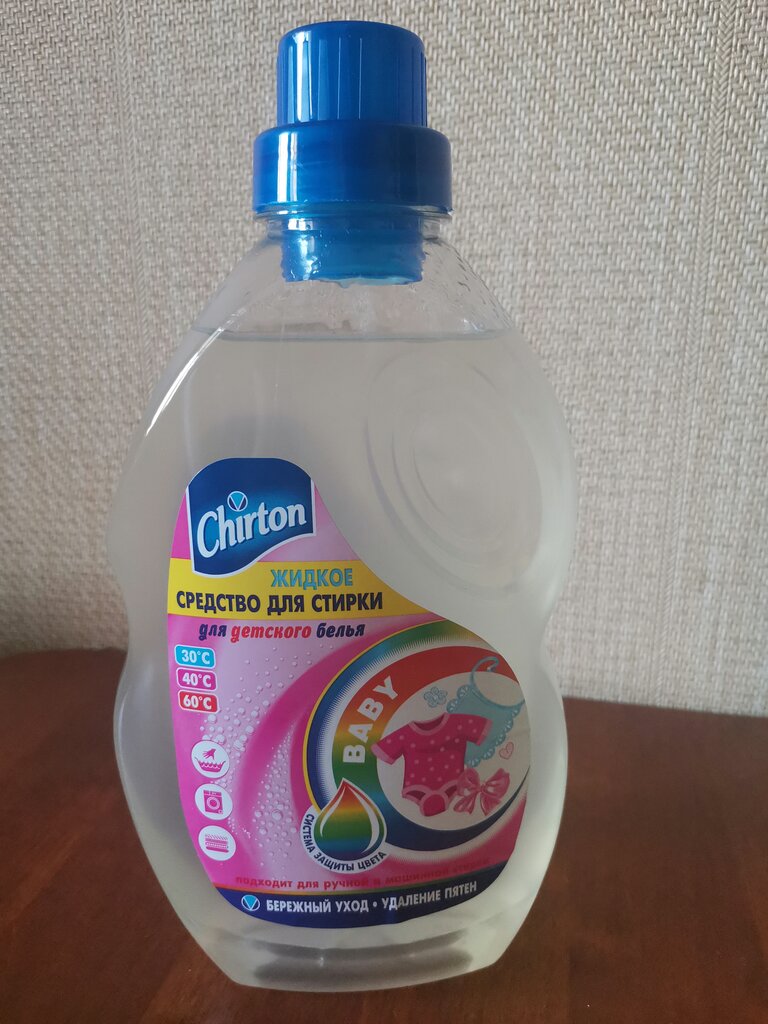 Chirton
ЖИДКОЕ
СРЕДСТВО ДЛЯ СТИРКИ
для детского белья
30°C
40°C
60°C
BABY
СИСТЕМА ЗАЩИТЫ ЦВЕТА
подходит для ручной и машинной стирки
БЕРЕЖНЫЙ УХОД • УДАЛЕНИЕ ПЯТЕН